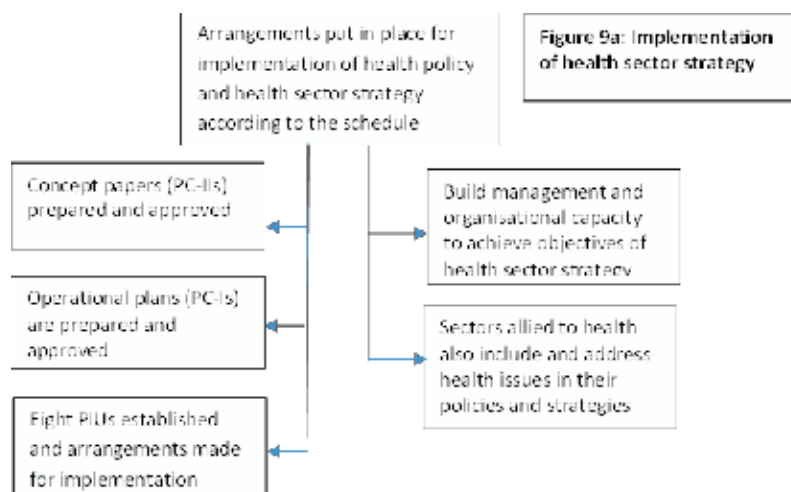 Arrangements put in place for
implementation of health policy
and health sector strategy
according to the schedule
Figure 9a: Implementation
of health sector strategy
Concept papers (PC-IIs)
prepared and approved
Operational plans (PC-Is)
are prepared and
approved
Eight PIUs established
and arrangements made
for implementation
Build management and
organisational capacity
to achieve objectives of
health sector strategy
Sectors allied to health
also include and address
health issues in their
policies and strategies